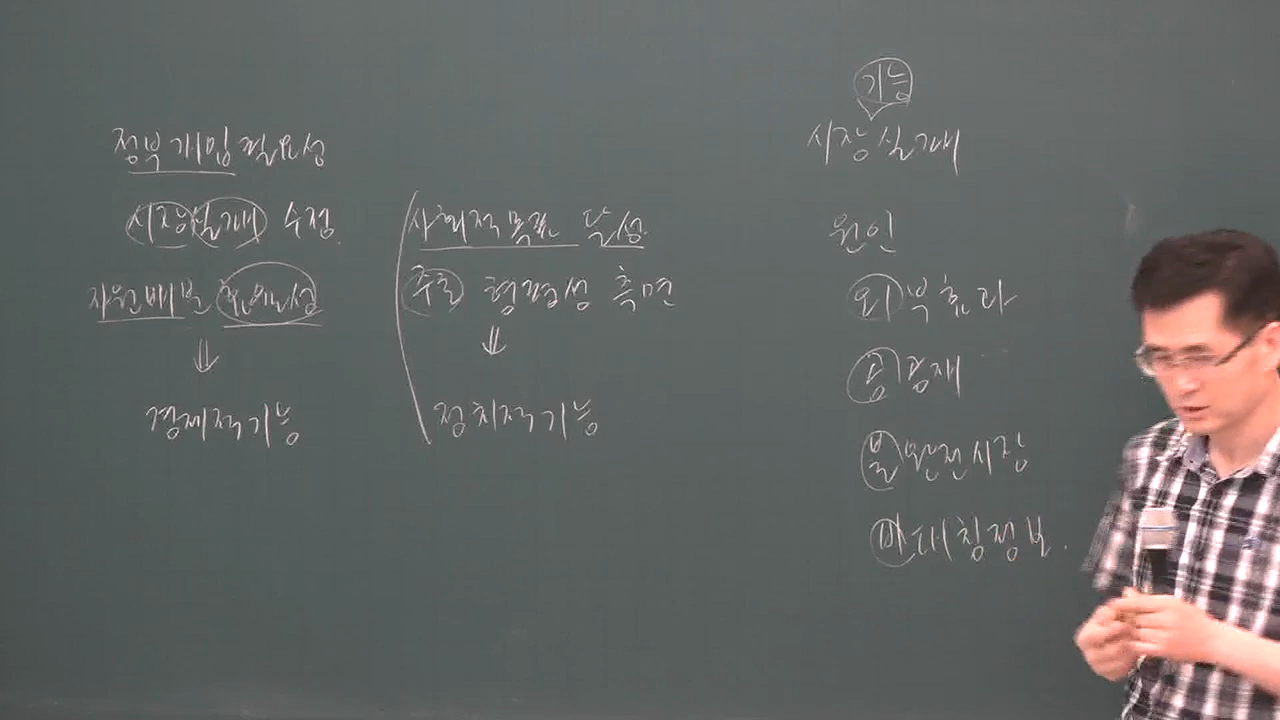 정부개입 필요성
시장실패 수정.
자원배분 효율성
⇓
경제적기능
사회적목표 달성.
주로 형평성 측면
⇓
정치적기능
기능
시장실패
원인
외부효과
공공재
불완전시장
비대칭정보.